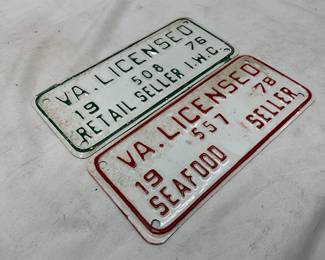 VA. LICENSED
19 508 76
RETAIL SELLER I.W.C.
VA. LICENSED
19 557 78
SEAFOOD SELLER